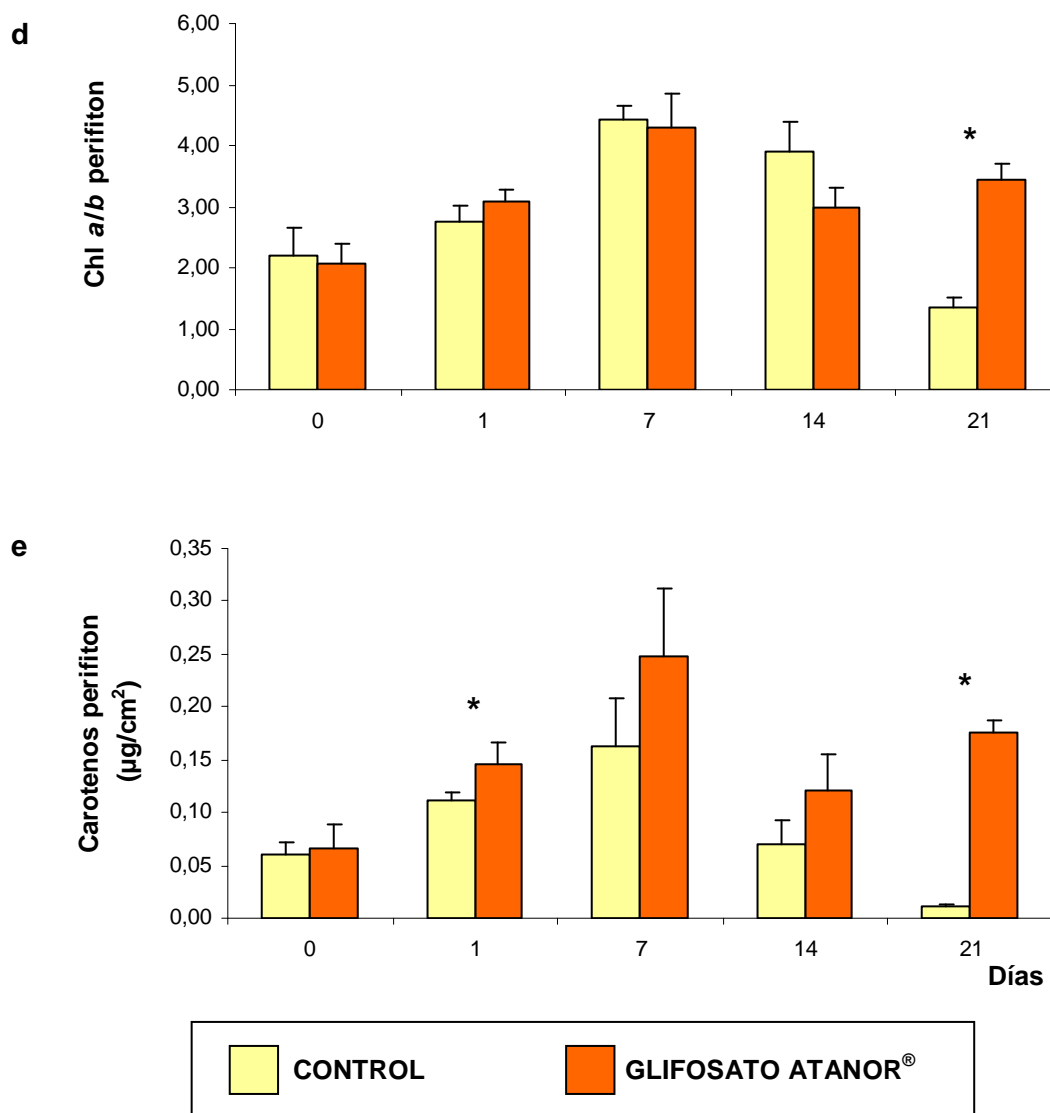 d
Chl a/b perifiton
6,00
5,00
4,00
3,00
2,00
1,00
0,00
0 1 7 14 21
*
e
Carotenos perifiton
(µg/cm²)
0,35
0,30
0,25
0,20
0,15
0,10
0,05
0,00
* *
0 1 7 14 21
Días
CONTROL GLIFOSATO ATANOR®